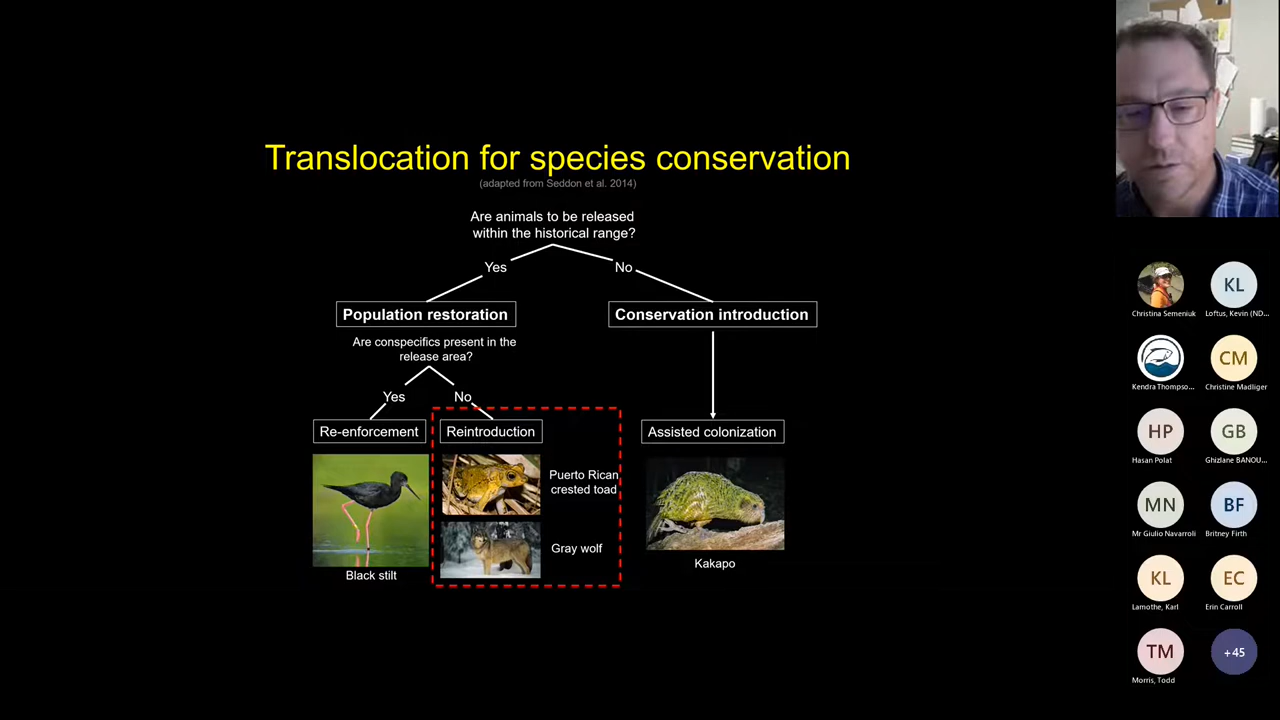 Translocation for species conservation
(adapted from Seddon et al. 2014)
Are animals to be released
within the historical range?
Yes
No
Population restoration
Conservation introduction
Are conspecifics present in the
release area?
Yes
No
Re-enforcement
Reintroduction
Assisted colonization
Puerto Rican
crested toad
Gray wolf
Black stilt
Kakapo
KL
Christina Semeniuk
Loftus, Kevin (ND...
CM
Kendra Thompso...
Christine Madliger
HP
GB
Hasan Polat
Ghizlane BANOU...
MN
BF
Mr Giulio Navarroli
Britney Firth
KL
EC
Lamothe, Karl
Erin Carroll
TM
+45
Morris, Todd